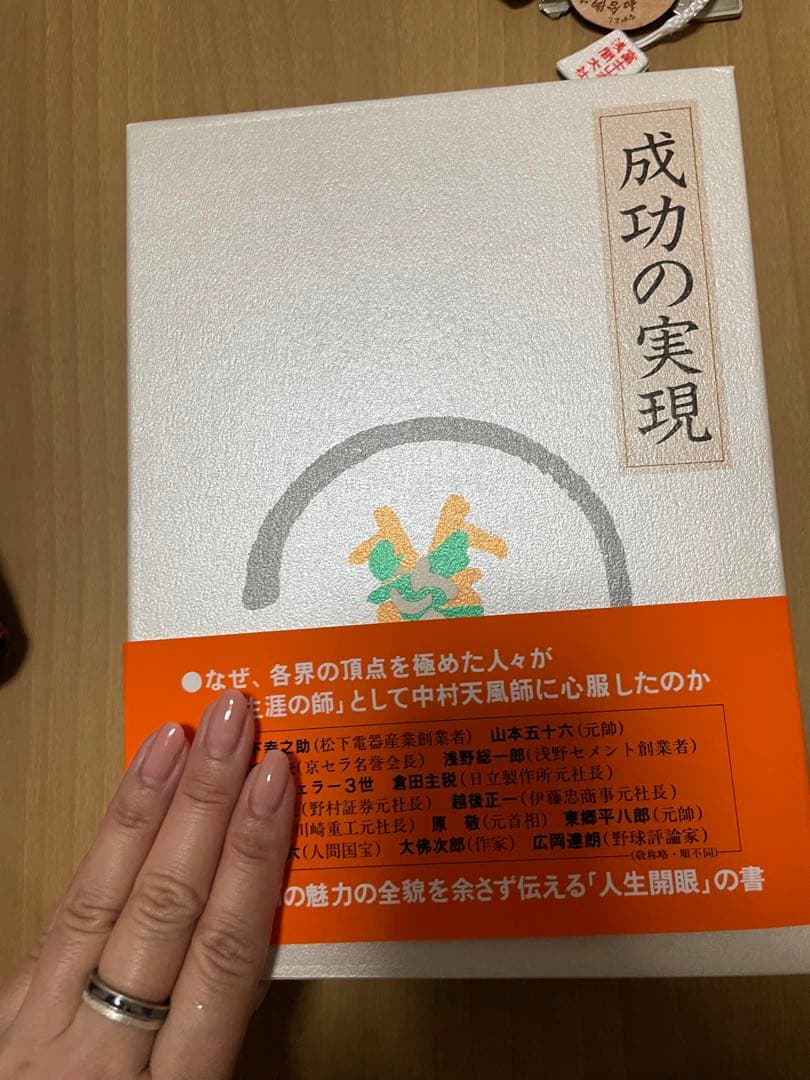 成功の実現
●なぜ、各界の頂点を極めた人々が
生涯の師」として中村天風師に心服したのか
下幸之助(松下電器産業創業者) 山本五十六(元帥)
(京セラ名誉会長) 浅野総一郎(浅野セメント創業者)
ェラー3世 倉田主税(日立製作所元社長)
(野村証券元社長) 越後正一(伊藤忠商事元社長)
川崎重工元社長) 原 敬(元首相) 東郷平八郎(元帥)
(人間国宝) 大佛次郎(作家) 広岡達朗(野球評論家)
(敬称略・順不同)
の魅力の全貌を余さず伝える「人生開眼」の書